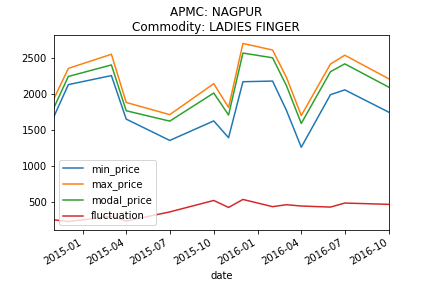 APMC: NAGPUR
Commodity: LADIES FINGER
2500
2000
1500
1000
500
min_price
max_price
modal_price
fluctuation
2015-01
2015-04
2015-07
2015-10
2016-01
2016-04
2016-07
2016-10
date